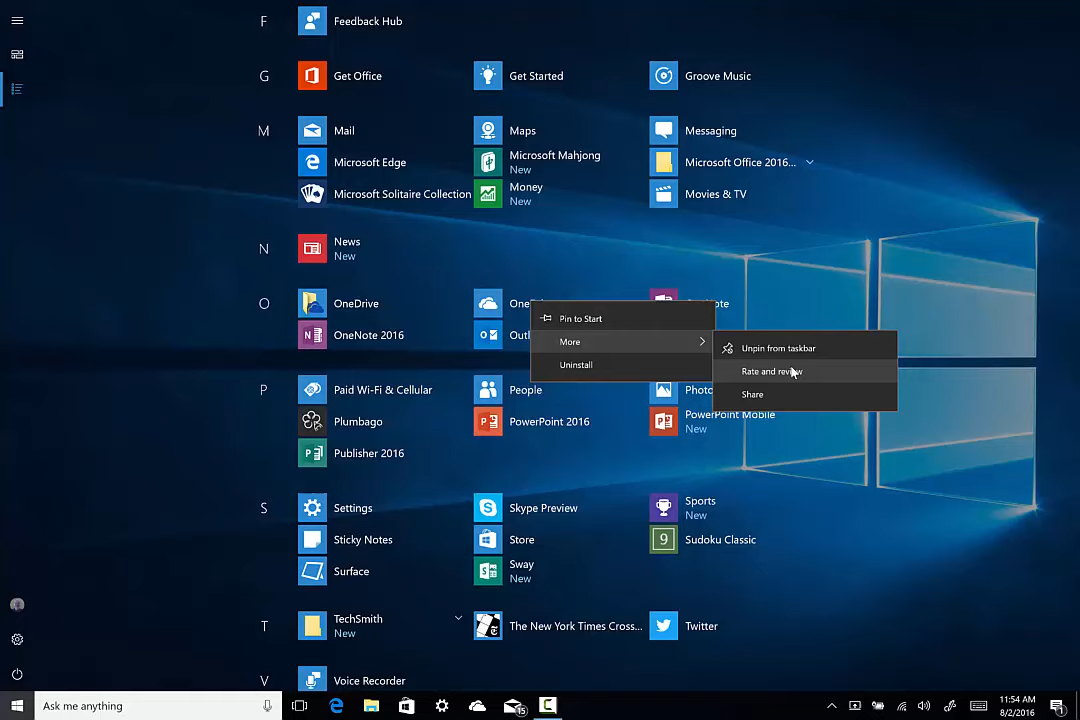 F
Feedback Hub
G
Get Office
Get Started
Groove Music
M
Mail
Maps
Messaging
Microsoft Edge
Microsoft Mahjong
New
Microsoft Office 2016...
Microsoft Solitaire Collection
Money
New
Movies & TV
N
News
New
O
OneDrive
OneNote 2016
Pin to Start
More
Uninstall
Unpin from taskbar
Rate and review
Share
P
Paid Wi-Fi & Cellular
People
Plumbago
PowerPoint 2016
PowerPoint Mobile
New
Publisher 2016
S
Settings
Skype Preview
Sports
New
Sticky Notes
Store
9
Sudoku Classic
Surface
Sway
New
T
TechSmith
New
The New York Times Cross...
Twitter
V
Voice Recorder
Ask me anything
15
11:54 AM
8/2/2016
1